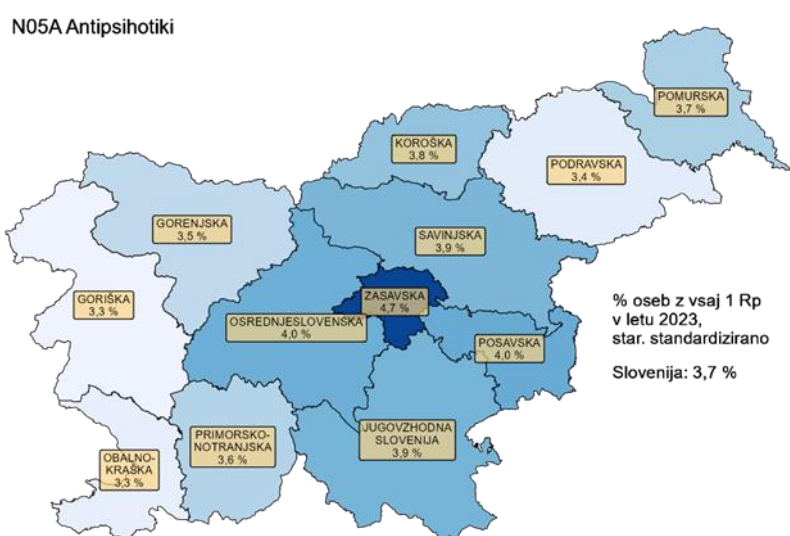 N05A Antipsihotiki
POMURSKA
3,7 %
KOROŠKA
3,8 %
PODRAVSKA
3,4 %
GORENJSKA
3,5 %
SAVINJSKA
3,9 %
GORIŠKA
3,3 %
ZASAVSKA
4,7 %
OSREDNJESLOVENSKA
4,0 %
POSAVSKA
4,0 %
% oseb z vsaj 1 Rp
v letu 2023,
star. standardizirano
Slovenija: 3,7 %
PRIMORSKO-
NOTRANJSKA
3,6 %
JUGOVZHODNA
SLOVENIJA
3,9 %
OBALNO-
KRAŠKA
3,3 %